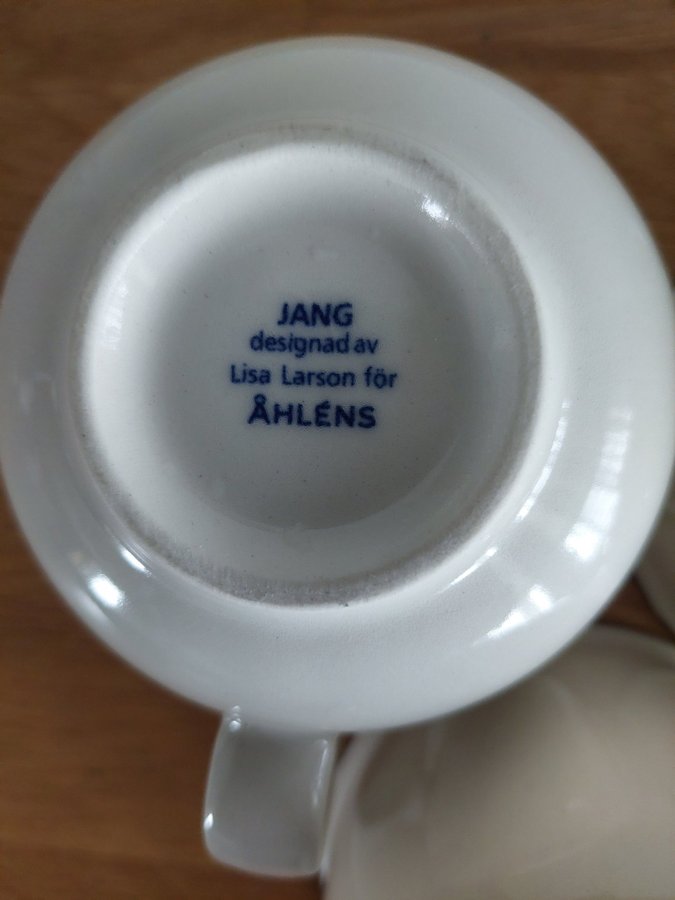 JANG
designad av
Lisa Larson för
ÅHLÉNS